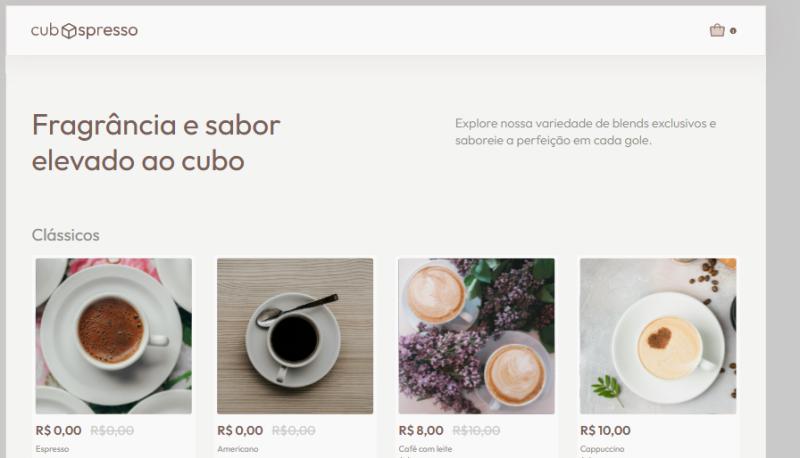 cubspresso
0
Fragrância e sabor
elevado ao cubo
Explore nossa variedade de blends exclusivos e
saboreie a perfeição em cada gole.
Clássicos
R$ 0,00 R$0,00
Espresso
R$ 0,00 R$0,00
Americano
R$ 8,00 R$10,00
Café com leite
R$ 10,00
Cappuccino